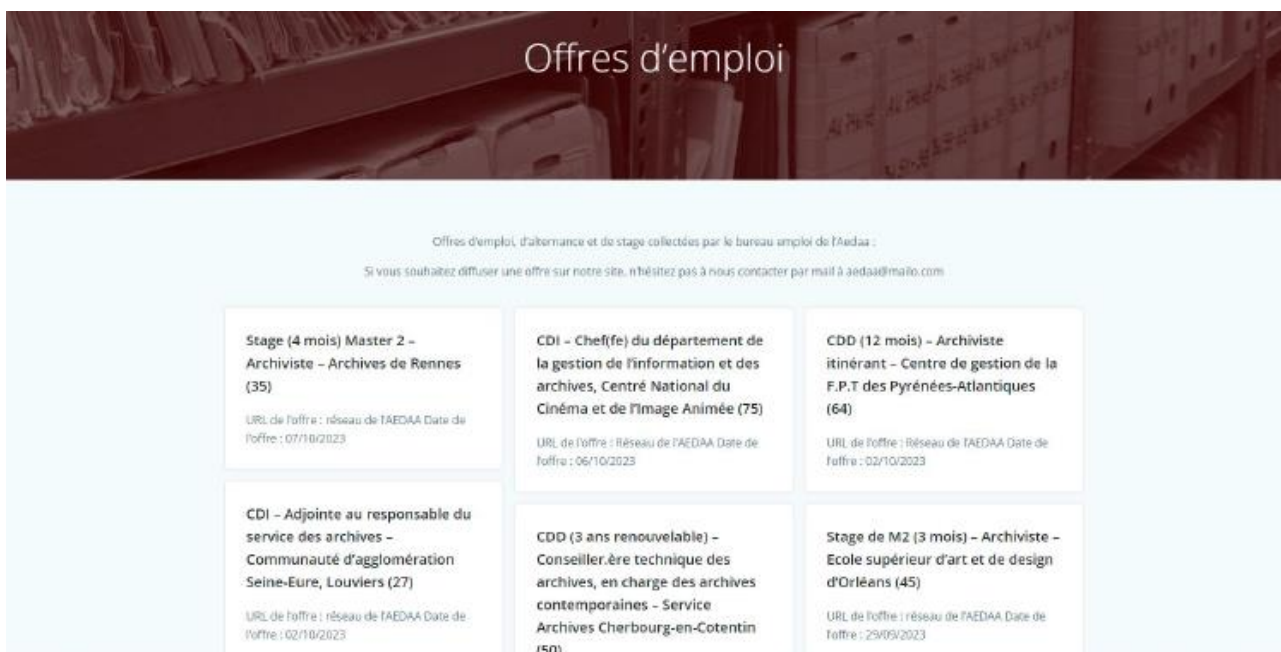 Offres d'emploi
Offres d'emploi, d'alternance et de stage collectées par le bureau emploi de l'Aedaa :
Si vous souhaitez diffuser une offre sur notre site, n'hésitez pas à nous contacter par mail à aedaa@mailo.com
Stage (4 mois) Master 2 –
Archiviste – Archives de Rennes
(35)
URL de l'offre : réseau de l'AEDAA Date de
l'offre : 07/10/2023
CDI – Chef(fe) du département de
la gestion de l'information et des
archives, Centré National du
Cinéma et de l'Image Animée (75)
URL de l'offre : Réseau de l'AEDAA Date de
l'offre : 06/10/2023
CDD (12 mois) – Archiviste
itinérant – Centre de gestion de la
F.P.T des Pyrénées-Atlantiques
(64)
URL de l'offre : Réseau de l'AEDAA Date de
l'offre : 02/10/2023
CDI – Adjointe au responsable du
service des archives –
Communauté d'agglomération
Seine-Eure, Louviers (27)
URL de l'offre : réseau de l'AEDAA Date de
l'offre : 02/10/2023
CDD (3 ans renouvelable) –
Conseiller.ère technique des
archives, en charge des archives
contemporaines – Service
Archives Cherbourg-en-Cotentin
(50)
Stage de M2 (3 mois) – Archiviste –
Ecole supérieur d'art et de design
d'Orléans (45)
URL de l'offre : réseau de l'AEDAA Date de
l'offre : 29/09/2023